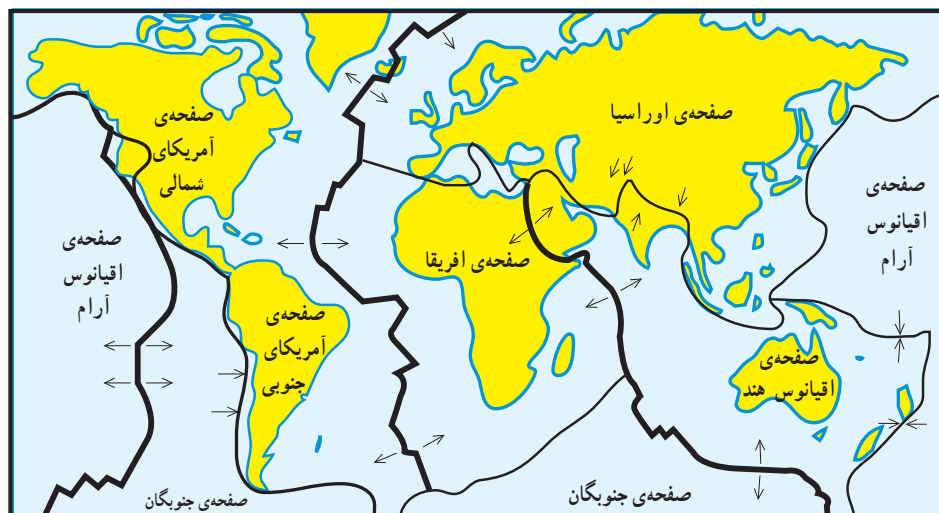 صفحه‌ی
آمریکای
شمالی
صفحه‌ی اوراسیا
صفحه‌ی
اقیانوس
آرام
صفحه‌ی
اقیانوس
آرام
صفحه‌ی افریقا
صفحه‌ی
آمریکای
جنوبی
صفحه‌ی
اقیانوس هند
صفحه‌ی جنوبگان
صفحه‌ی جنوبگان